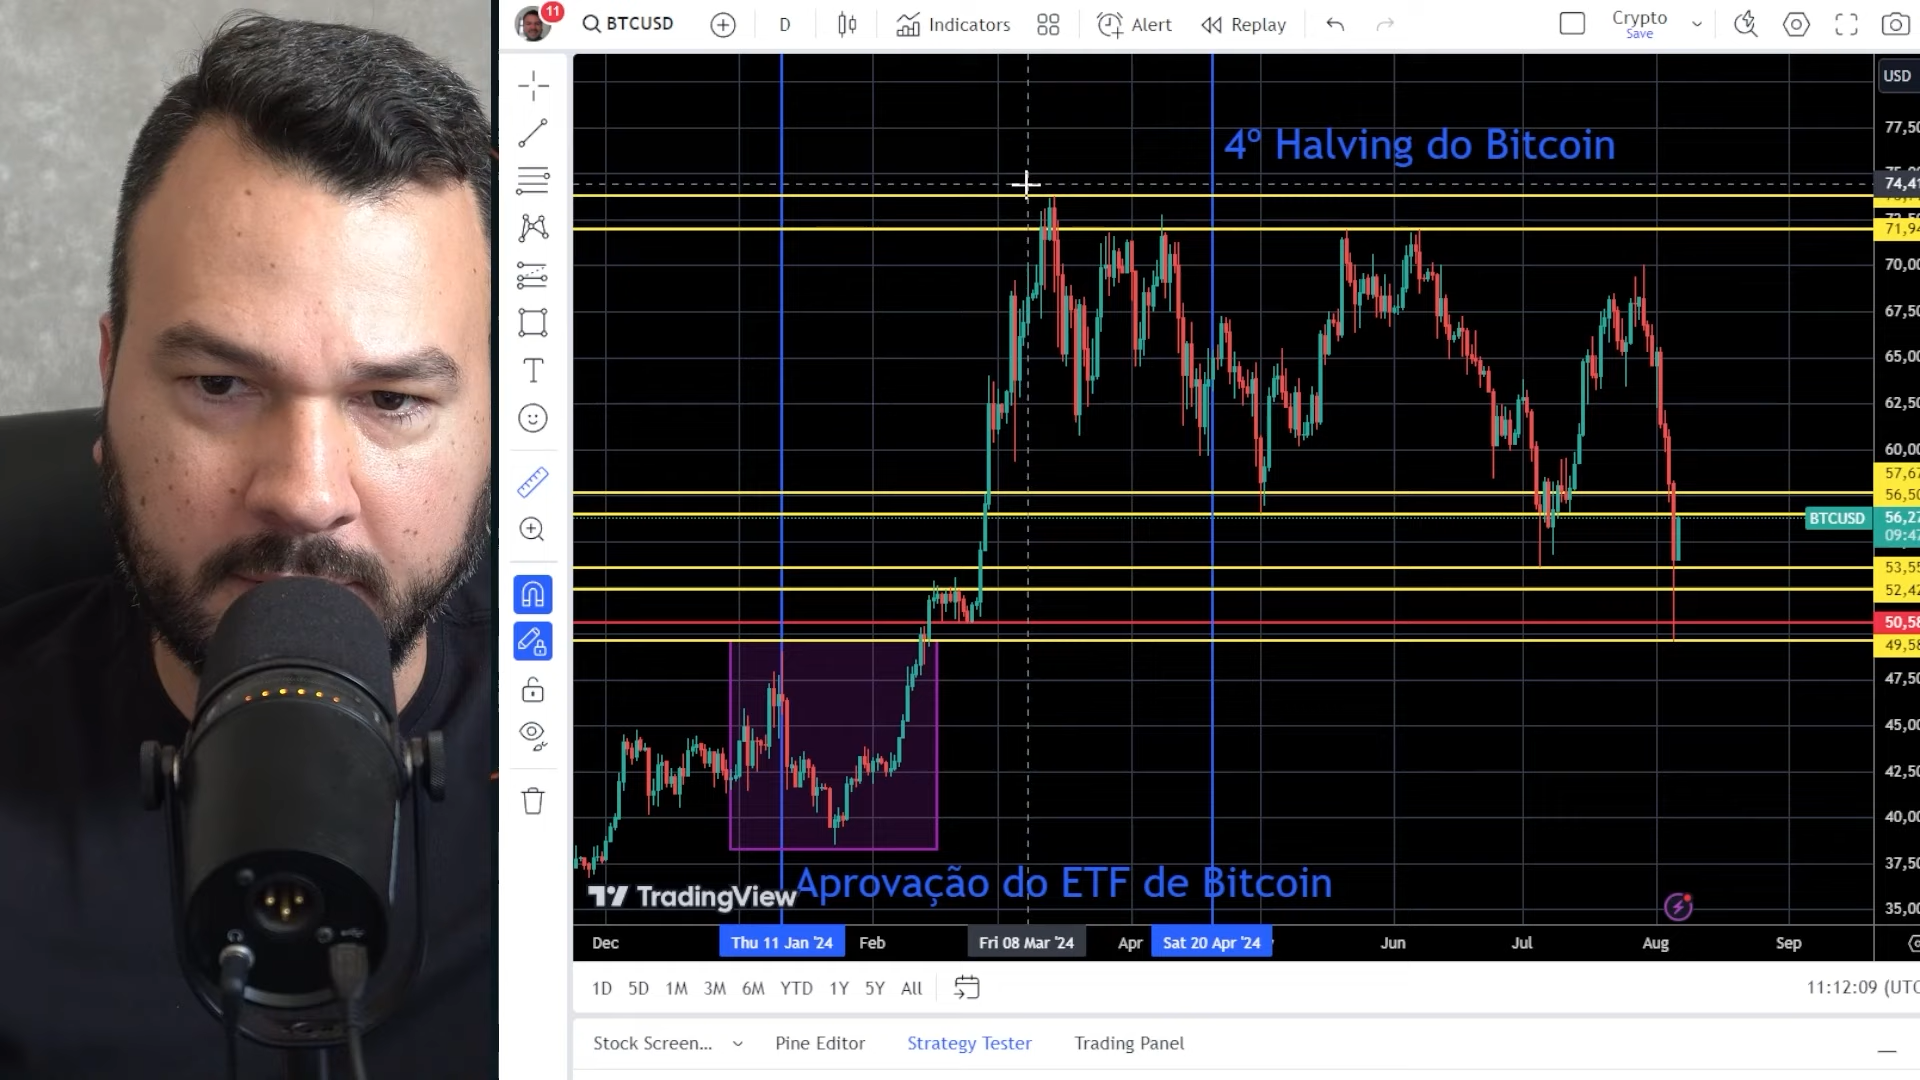 11
BTCUSD
D
Indicators
Alert
Replay
Crypto
Save
USD
4º Halving do Bitcoin
77,50
74,41
71,94
70,00
67,50
65,00
62,50
60,00
57,67
56,50
BTCUSD
56,27
09:47
53,55
52,42
50,58
49,58
47,50
45,00
42,50
40,00
37,50
35,00
Aprovação do ETF de Bitcoin
TradingView
Dec
Thu 11 Jan '24
Feb
Fri 08 Mar '24
Apr
Sat 20 Apr '24
Jun
Jul
Aug
Sep
1D
5D
1M
3M
6M
YTD
1Y
5Y
All
11:12:09 (UTC
Stock Screen...
Pine Editor
Strategy Tester
Trading Panel